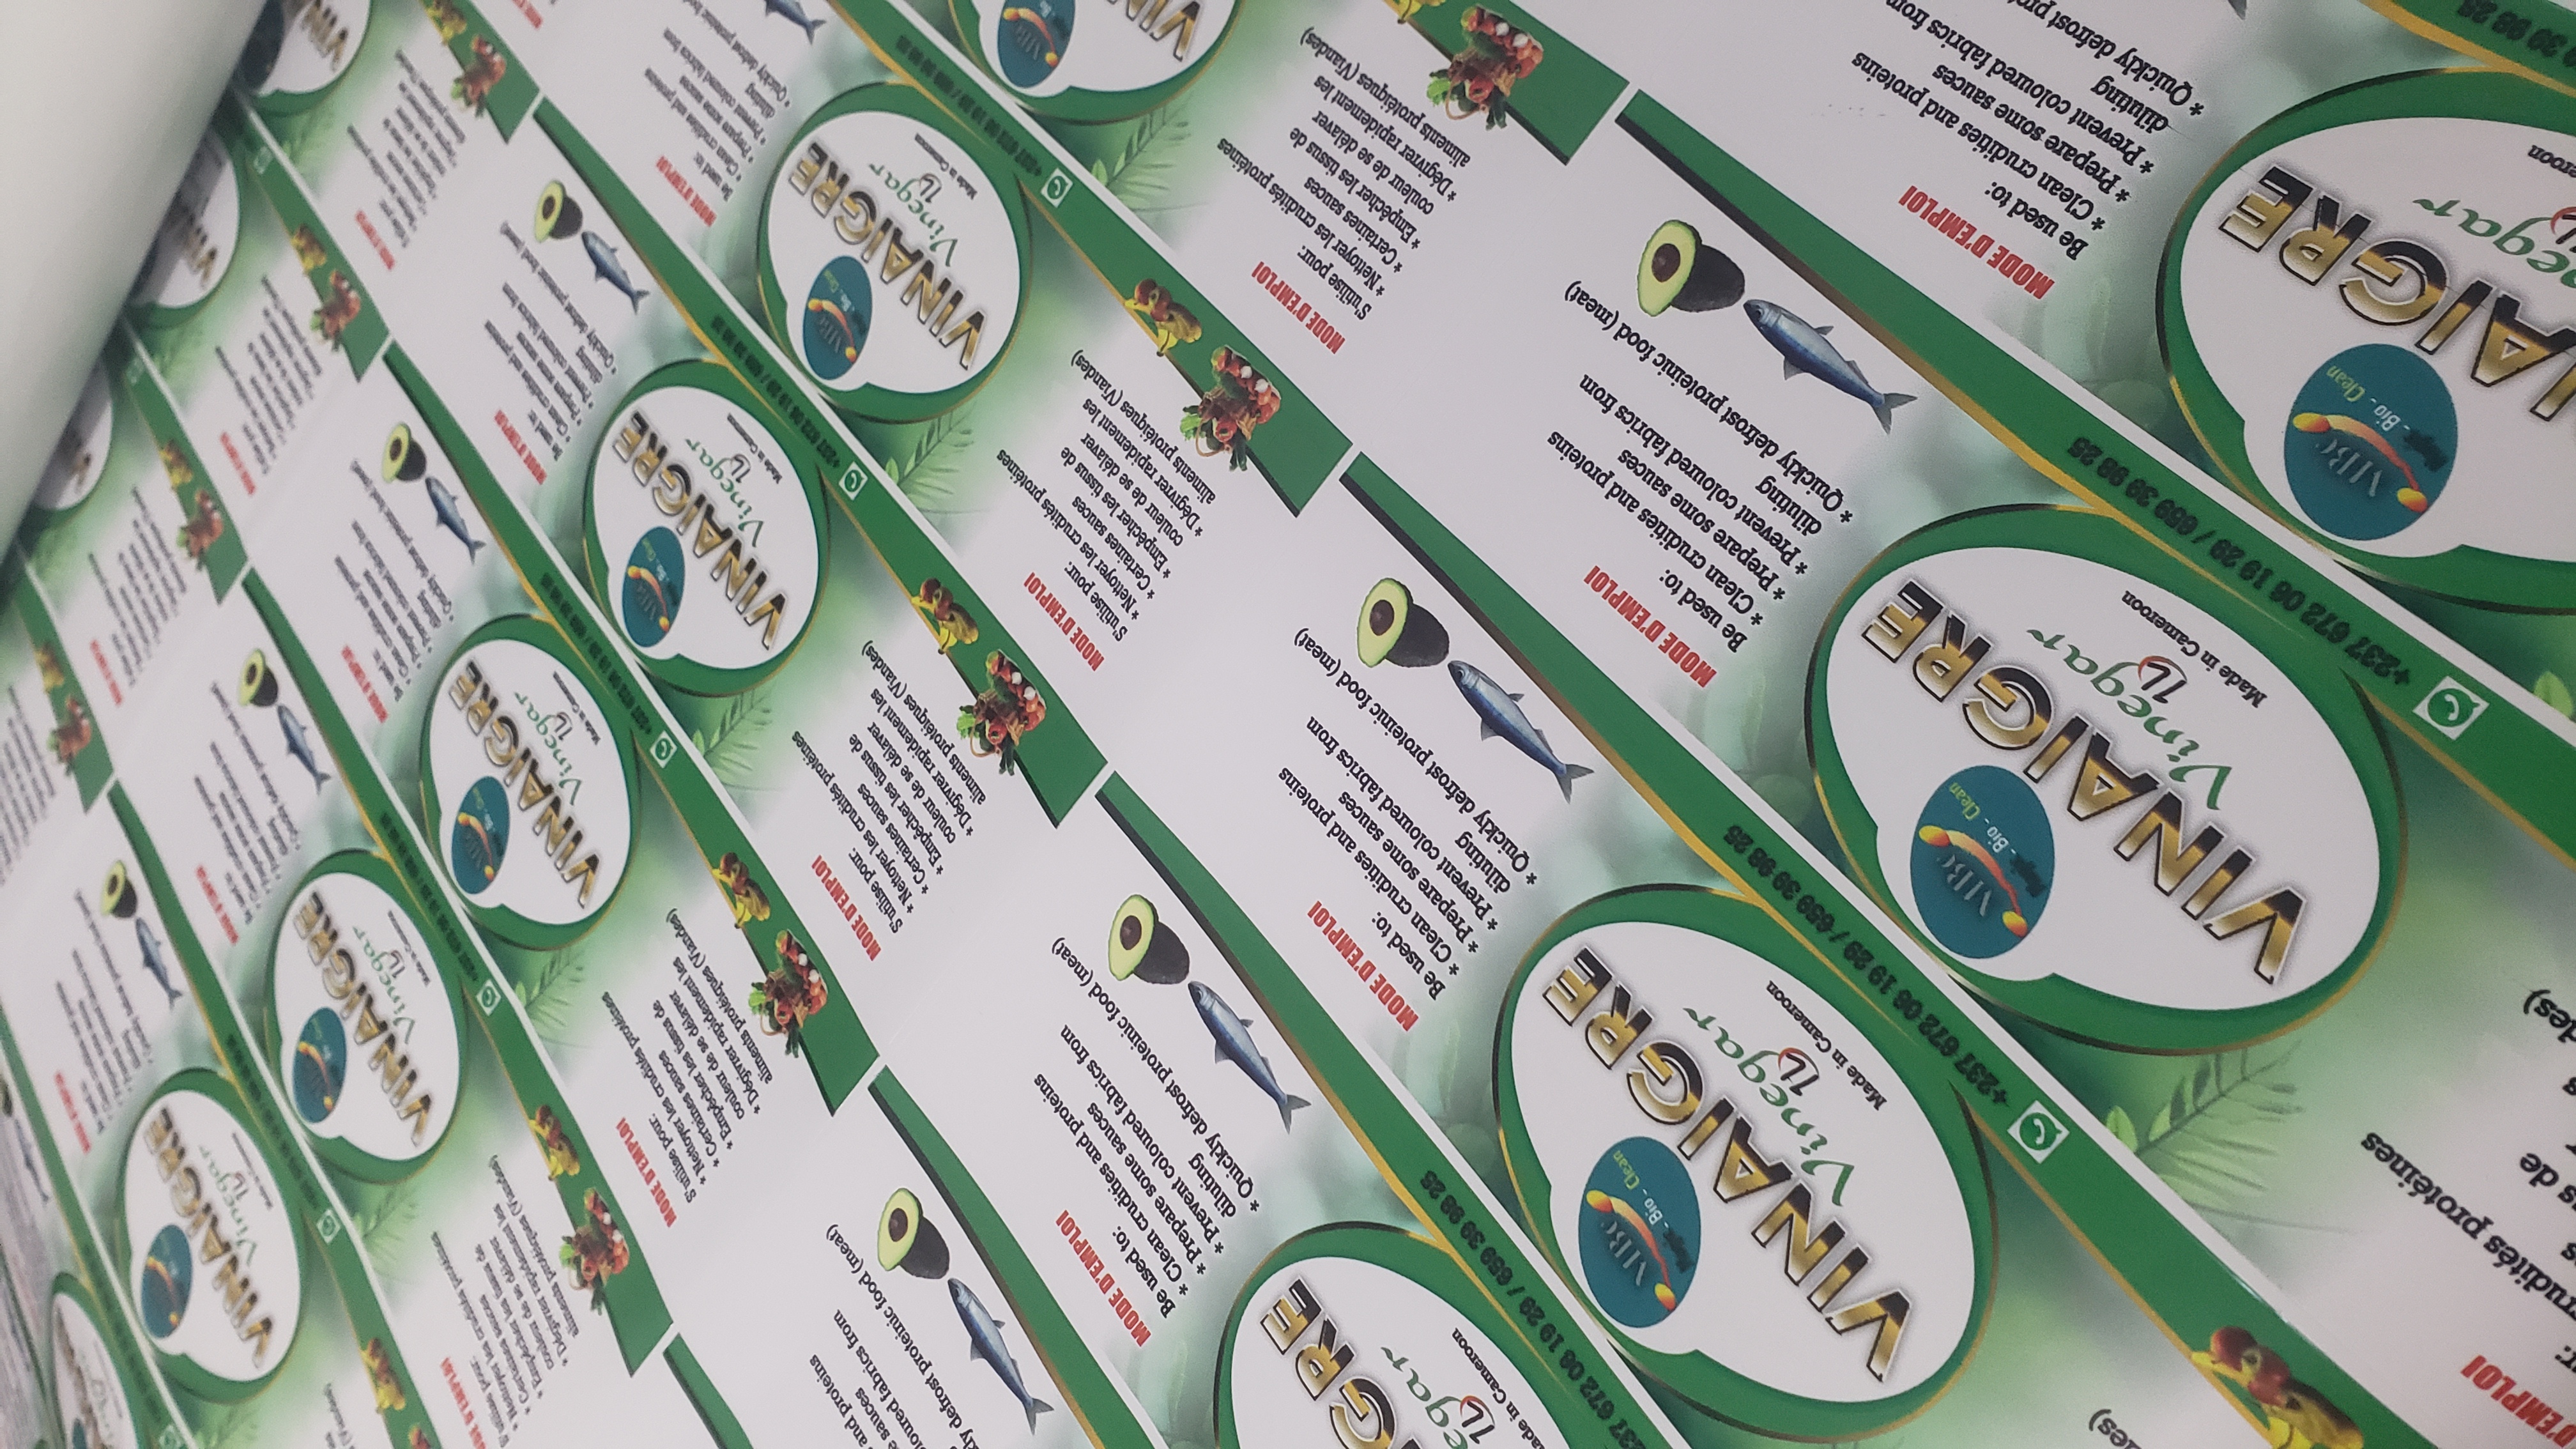 MODE D'EMPLOI
S'utilise pour:
* Nettoyer les crudités protéines
* Certaines sauces
* Empêcher les tissus de
couleur de se délaver
* Dégivrer rapidement les
aliments protéiques (Viandes)
MBC
Magic - Bio - Clean
VINAIGRE
Vinegar
1L
Made in Cameroon
+237 672 06 19 29 / 659 39 98 25
MODE D'EMPLOI
Be used to:
* Clean crudities and proteins
* Prepare some sauces
* Prevent coloured fabrics from
diluting
* Quickly defrost proteinic food (meat)